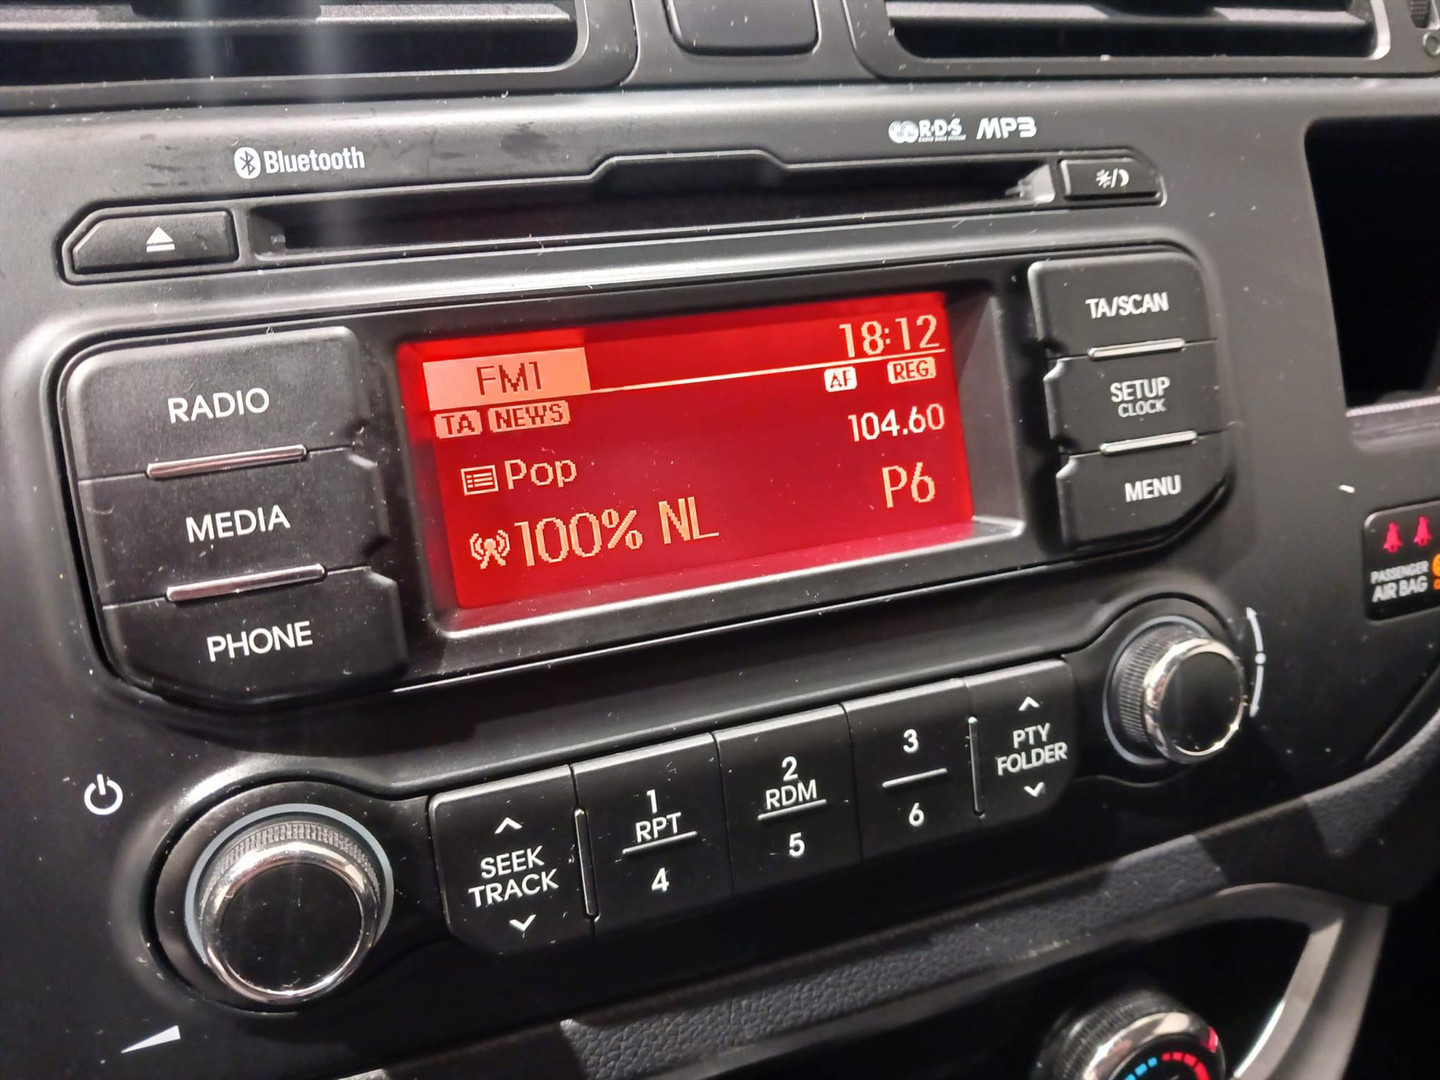 Bluetooth
R·D·S MP3
RADIO
MEDIA
PHONE
FM1
18:12
AF REG.
TA NEWS
104.60
Pop
P6
100% NL
TA/SCAN
SETUP
CLOCK
MENU
PASSENGER
AIR BAG
SEEK
TRACK
1
RPT
4
2
RDM
5
3
6
PTY
FOLDER